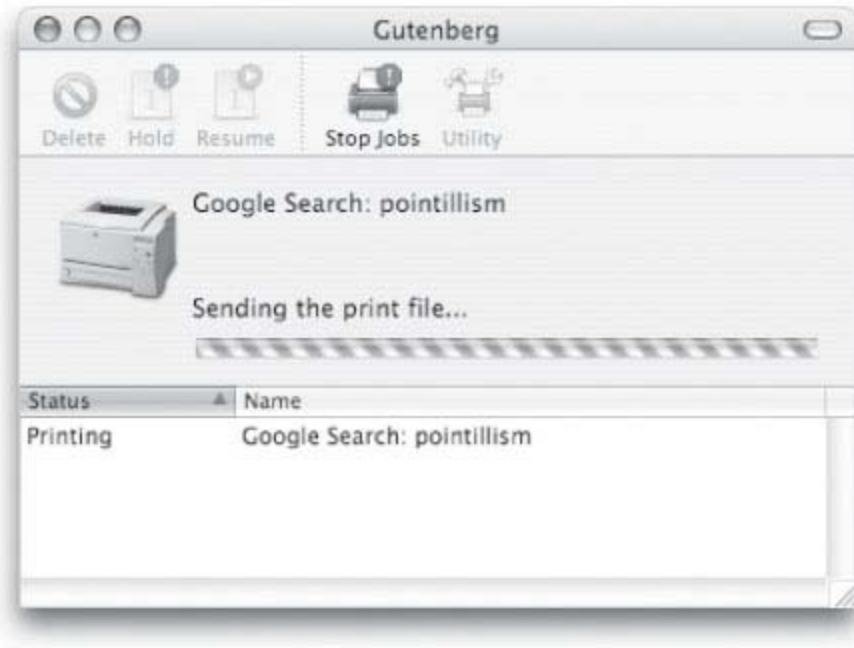 Gutenberg
Delete Hold Resume Stop Jobs Utility
Google Search: pointillism
Sending the print file...
Status Name
Printing Google Search: pointillism